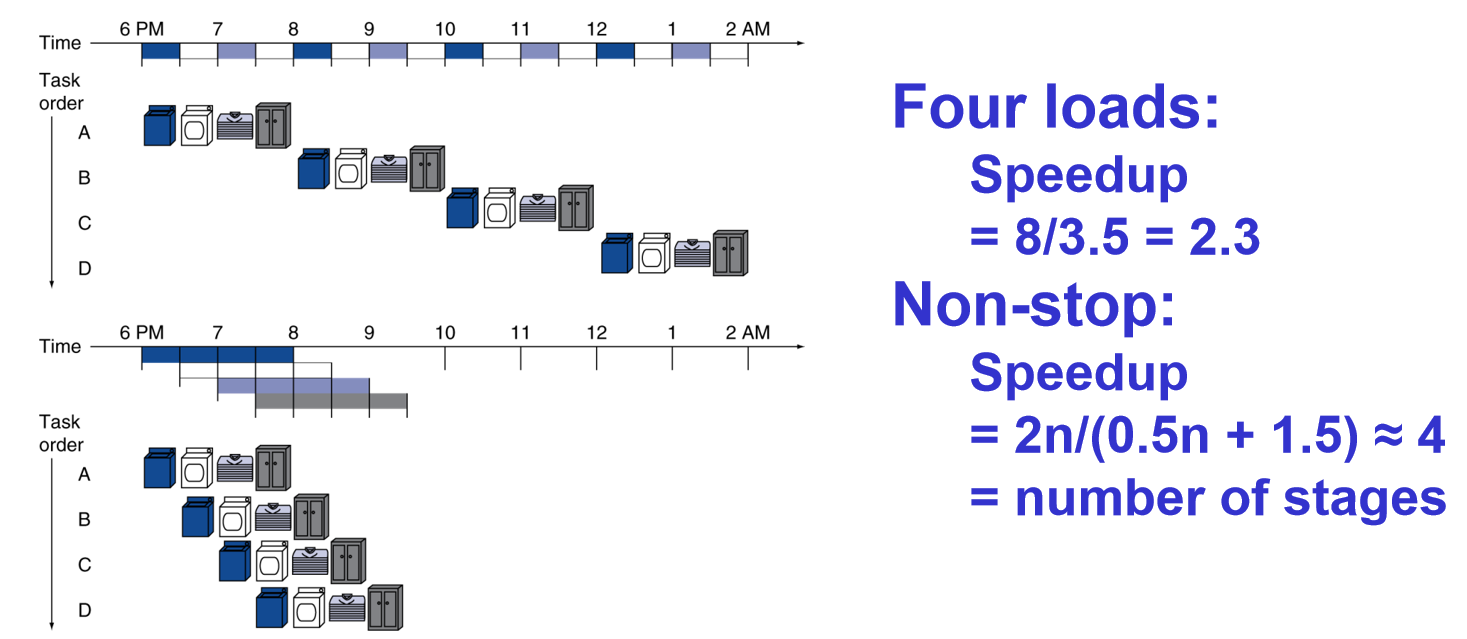 6 PM 7 8 9 10 11 12 1 2 AM
Time
Task
order
A
B
C
D
6 PM 7 8 9 10 11 12 1 2 AM
Time
Task
order
A
B
C
D
Four loads:
Speedup
= 8/3.5 = 2.3
Non-stop:
Speedup
= 2n/(0.5n + 1.5) ≈ 4
= number of stages